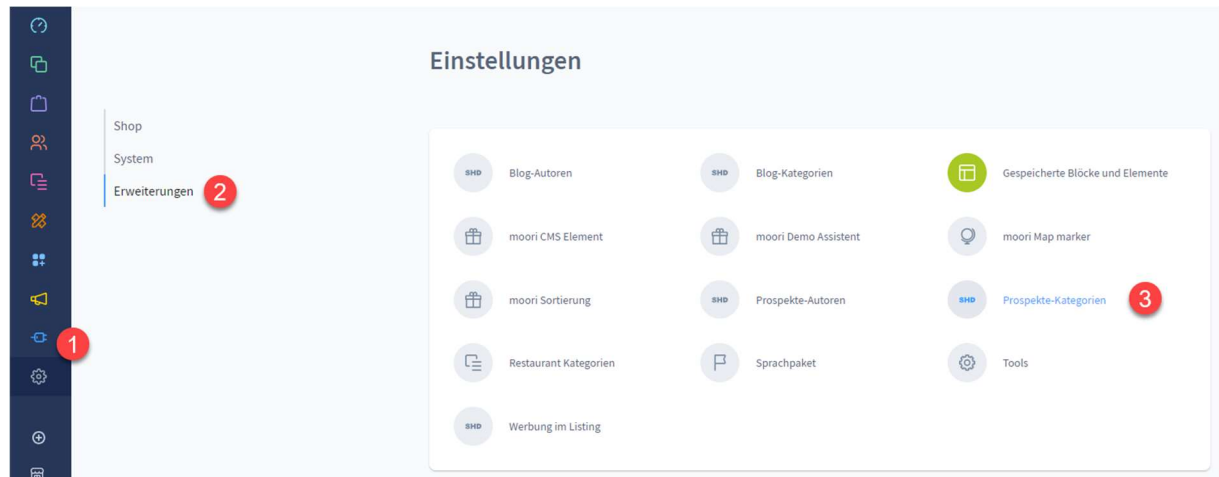 Einstellungen
Shop
System
Erweiterungen 2
1
SHD Blog-Autoren
SHD Blog-Kategorien
Gespeicherte Blöcke und Elemente
moori CMS Element
moori Demo Assistent
moori Map marker
moori Sortierung
SHD Prospekte-Autoren
SHD Prospekte-Kategorien 3
Restaurant Kategorien
Sprachpaket
Tools
SHD Werbung im Listing